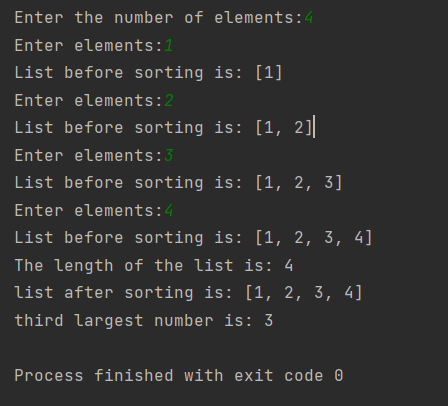 Enter the number of elements:4
Enter elements:1
List before sorting is: [1]
Enter elements:2
List before sorting is: [1, 2]
Enter elements:3
List before sorting is: [1, 2, 3]
Enter elements:4
List before sorting is: [1, 2, 3, 4]
The length of the list is: 4
list after sorting is: [1, 2, 3, 4]
third largest number is: 3
Process finished with exit code 0